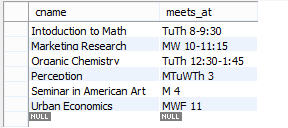 cname meets_at
Intoduction to Math TuTh 8-9:30
Marketing Research MW 10-11:15
Organic Chemistry TuTh 12:30-1:45
Perception MTuWTh 3
Seminar in American Art M 4
Urban Economics MWF 11
NULL NULL